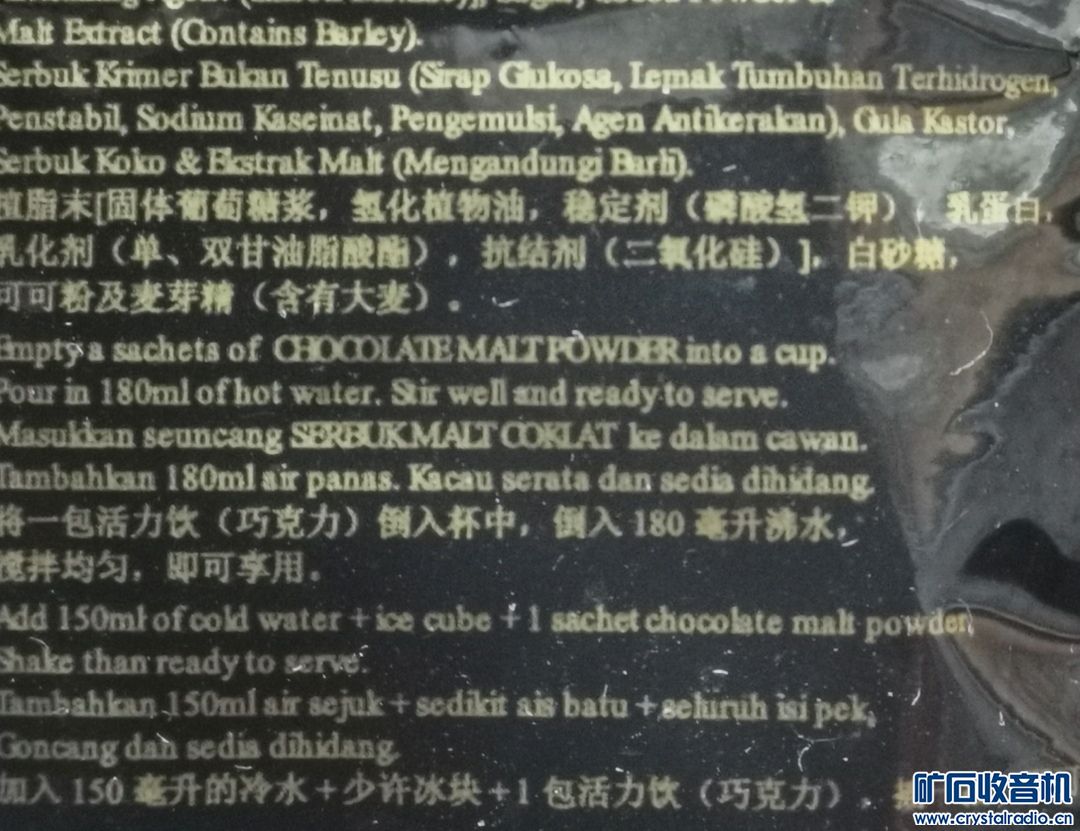 Malt Extract (Contains Barley).
Serbuk Krimer Bukan Tenusu (Sirap Glukosa, Lemak Tumbuhan Terhidrogen,
Penstabil, Sodium Kaseinat, Pengemulsi, Agen Antikerakan), Gula Kastor,
Serbuk Koko & Ekstrak Malt (Mengandungi Barli).
植脂末[固体葡萄糖浆，氢化植物油，稳定剂（磷酸氢二钾），乳蛋白，
乳化剂（单、双甘油脂酸酯），抗结剂（二氧化硅）]，白砂糖，
可可粉及麦芽精（含有大麦）。
Empty a sachets of CHOCOLATE MALT POWDER into a cup.
Pour in 180ml of hot water. Stir well and ready to serve.
Masukkan seuncang SERBUK MALT COKLAT ke dalam cawan.
Tambahkan 180ml air panas. Kacau serata dan sedia dihidang.
将一包活力饮（巧克力）倒入杯中，倒入 180 毫升沸水，
搅拌均匀，即可享用。
Add 150ml of cold water + ice cube + 1 sachet chocolate malt powder.
Shake than ready to serve.
Tambahkan 150ml air sejuk + sedikit ais batu + seluruh isi pek,
Goncang dan sedia dihidang.
加入 150 毫升的冷水 + 少许冰块 + 1 包活力饮（巧克力）.
矿石收音机
www.crystalradio.cn